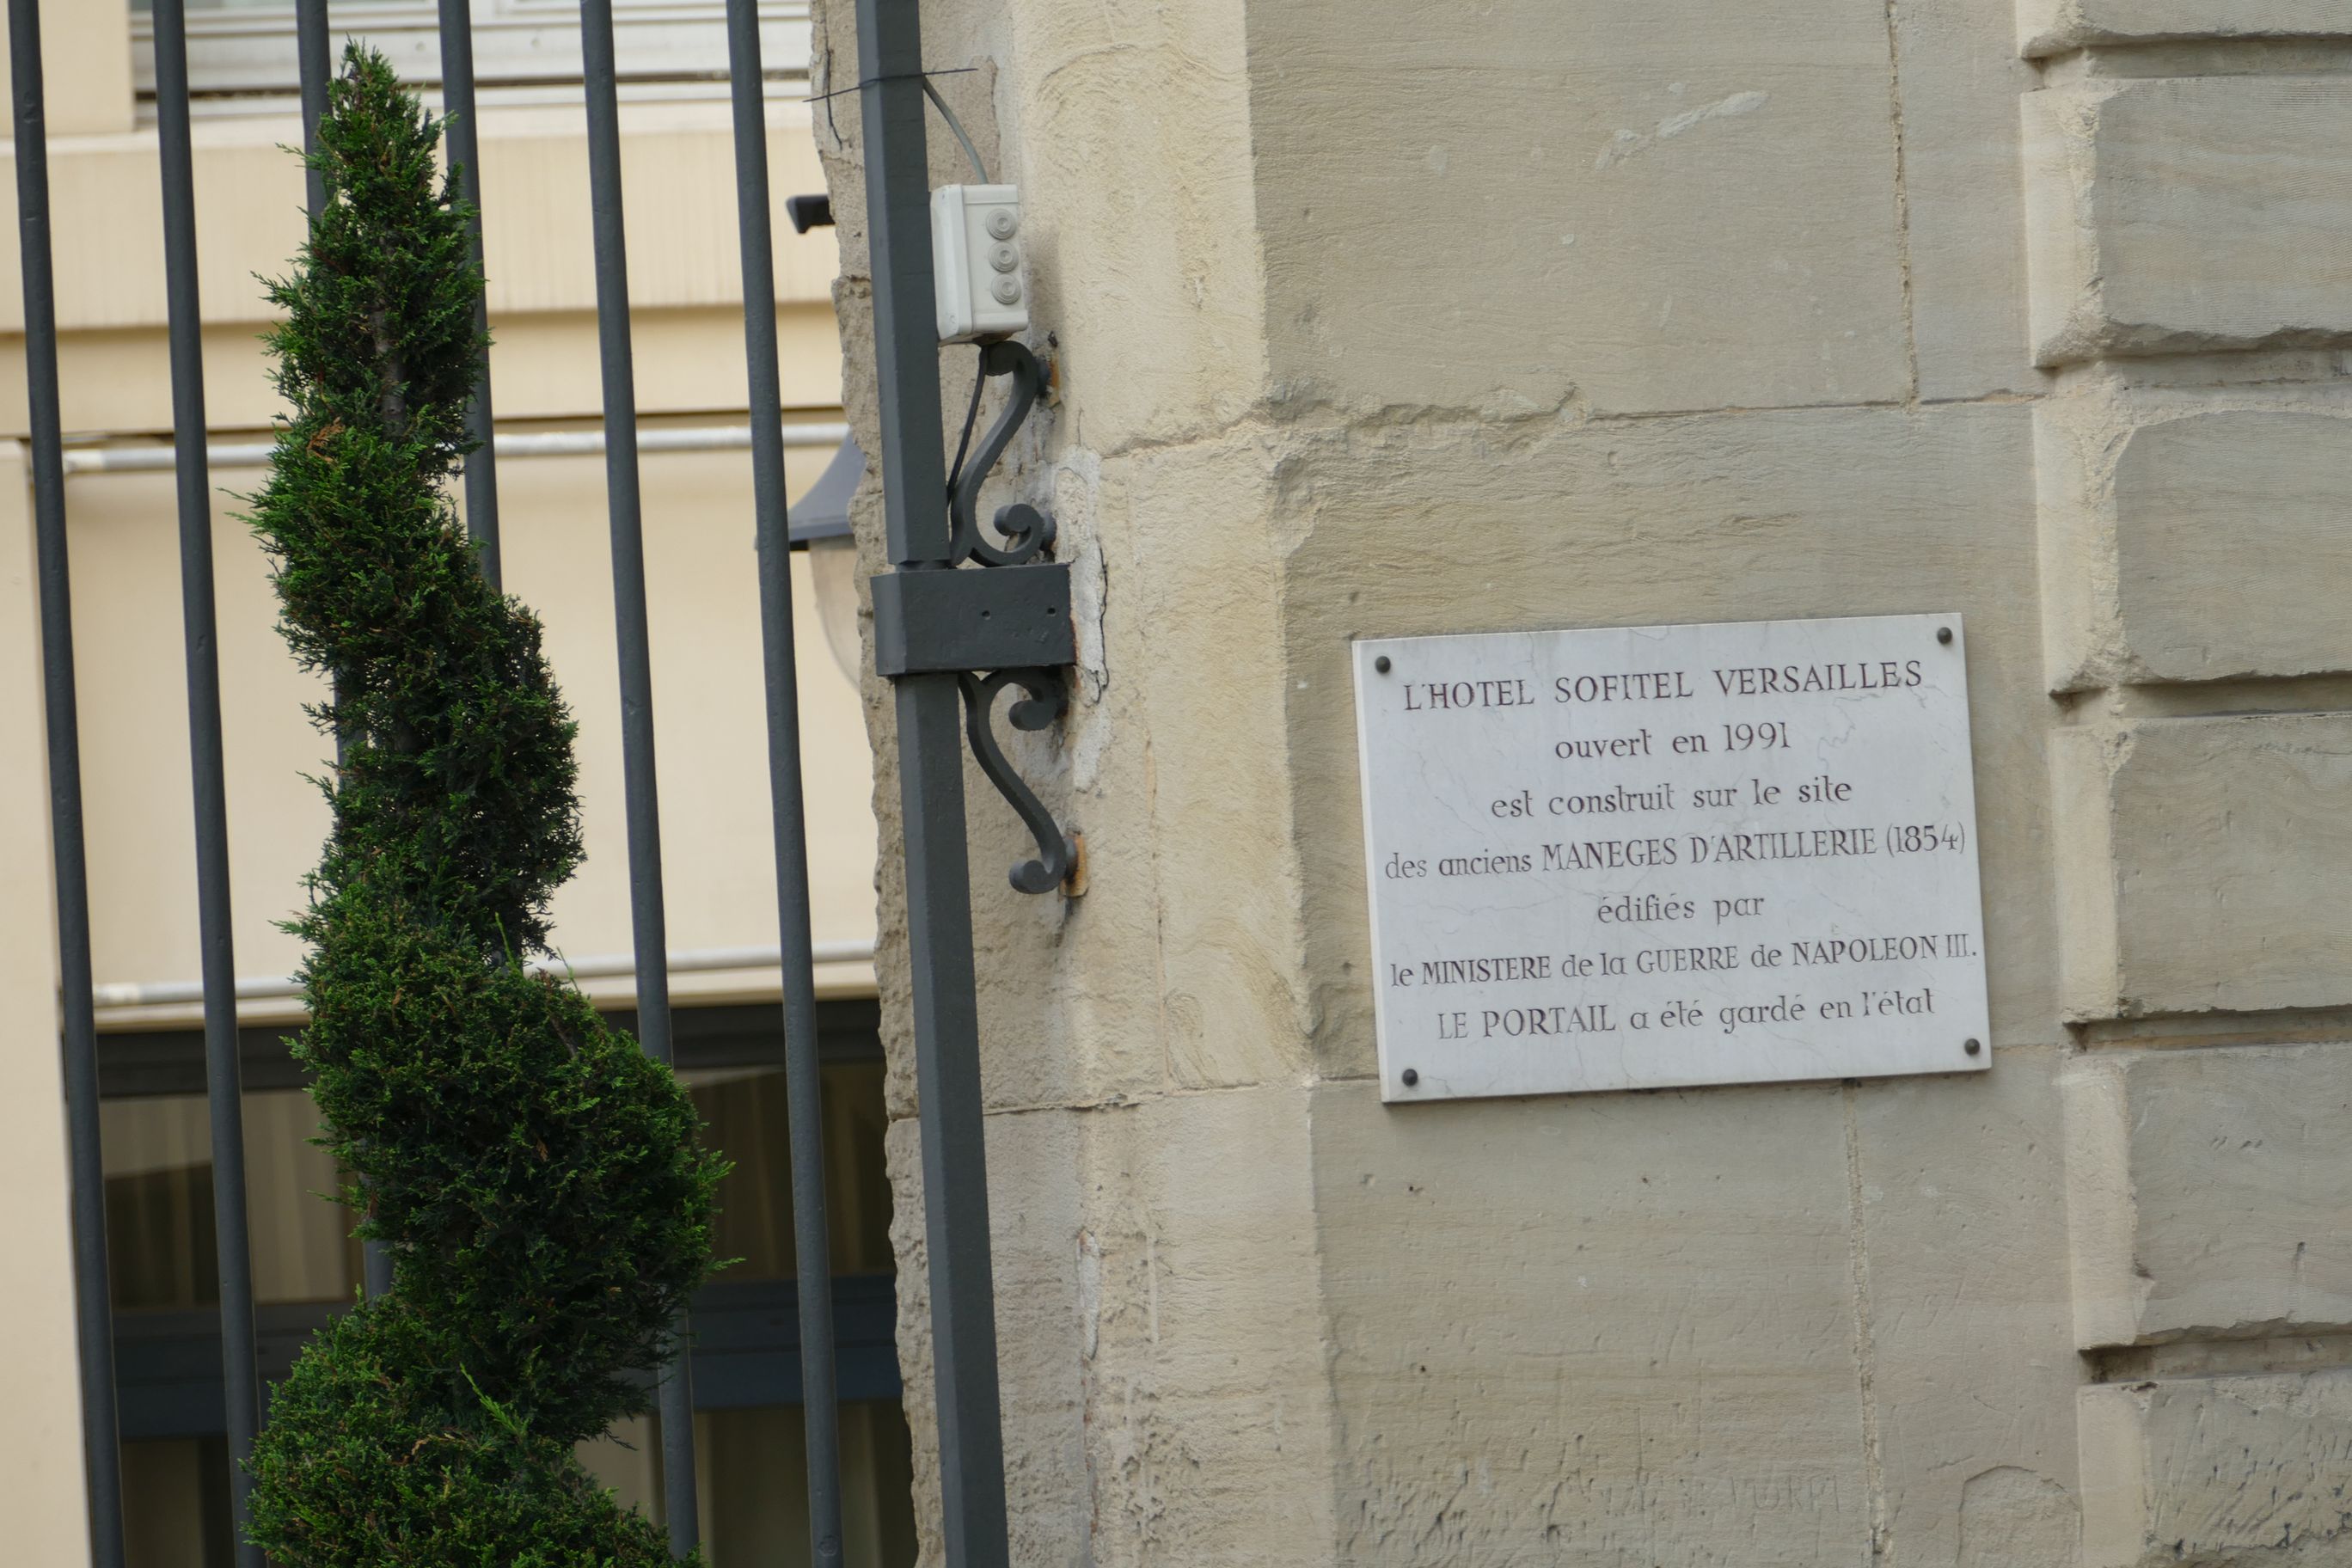 L'HOTEL SOFITEL VERSAILLES
ouvert en 1991
est construit sur le site
des anciens MANEGES D'ARTILLERIE (1854)
édifiés par
le MINISTERE de la GUERRE de NAPOLEON III.
LE PORTAIL a été gardé en l'état